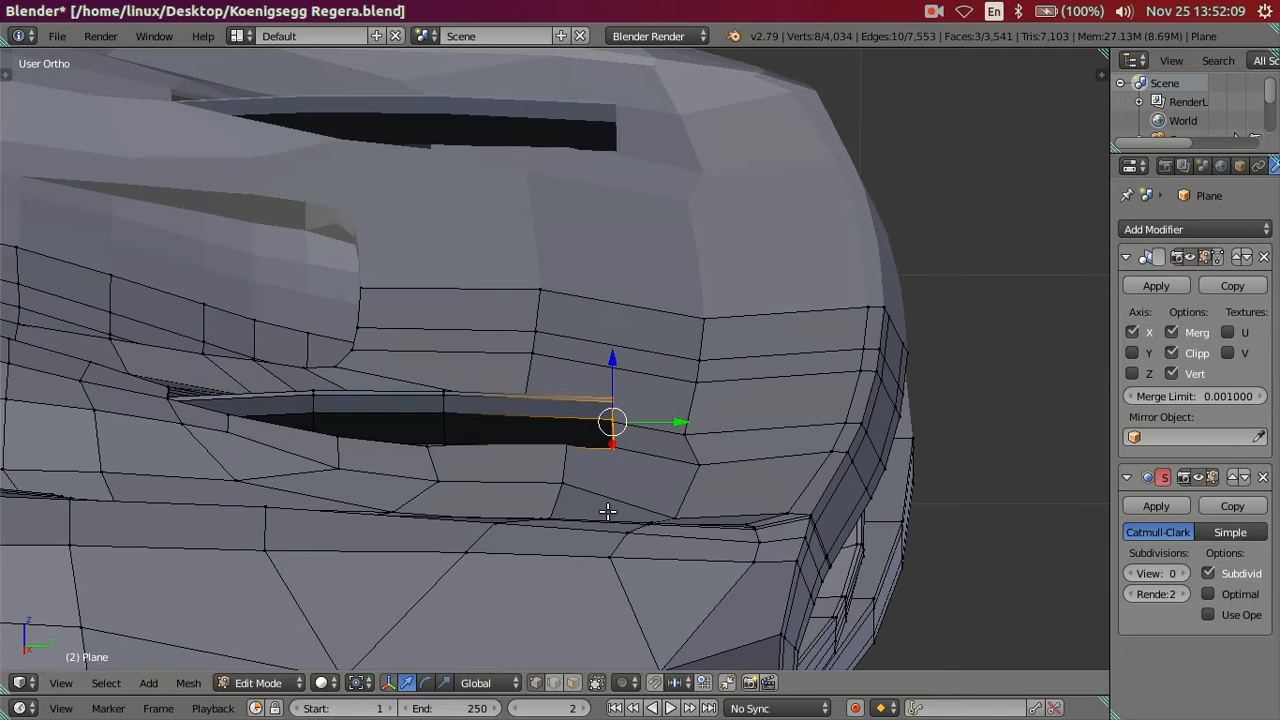 Blender* [/home/linux/Desktop/Koenigsegg Regera.blend] En (100%) Nov 25 13:52:09
File Render Window Help Default Scene Blender Render v2.79 | Verts:8/4,034 | Edges:10/7,553 | Faces:3/3,541 | Tris:7,103 | Mem:27.13M (8.69M) | Plane
User Ortho
View Search All Sc
Scene
RenderL
World
Plane
Add Modifier
Apply Copy
Axis: Options: Textures:
X Merg U
Y Clipp V
Z Vert
Merge Limit: 0.001000
Mirror Object:
S
Apply Copy
Catmull-Clark Simple
Subdivisions: Options:
View: 0 Subdivid
Rende:2 Optimal
Use Ope
z
y
x
(2) Plane
View Select Add Mesh Edit Mode Global
View Marker Frame Playback Start: 1 End: 250 2 No Sync